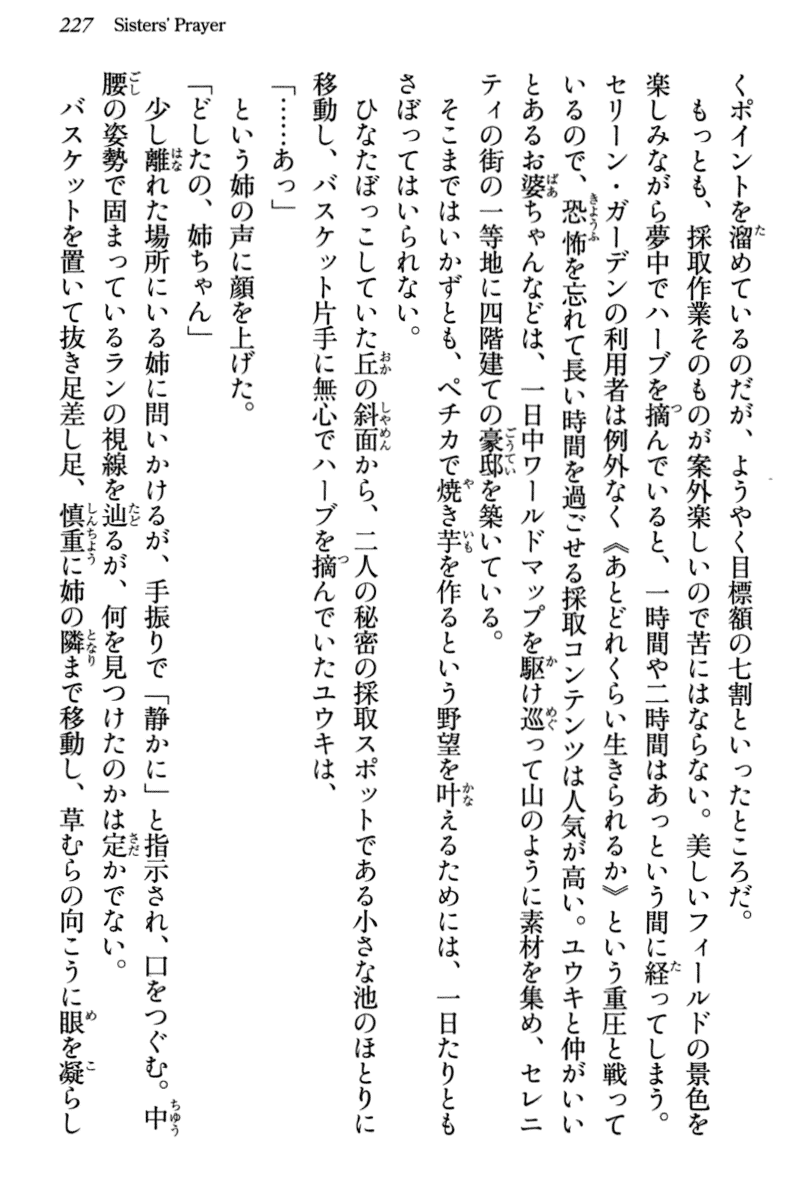 227 Sisters' Prayer
くポイントを溜めているのだが、ようやく目標額の七割といったところだ。
もっとも、採取作業そのものが案外楽しいので苦にはならない。美しいフィールドの景色を
楽しみながら夢中でハーブを摘んでいると、一時間や二時間はあっという間に経ってしまう。
セリーン・ガーデンの利用者は例外なく《あとどれくらい生きられるか》という重圧と戦って
いるので、恐怖を忘れて長い時間を過ごせる採取コンテンツは人気が高い。ユウキと仲がいい
とあるお婆ちゃんなどは、一日中ワールドマップを駆け巡って山のように素材を集め、セレニ
ティの街の一等地に四階建ての豪邸を築いている。
そこまではいかずとも、ペチカで焼き芋を作るという野望を叶えるためには、一日たりとも
さぼってはいられない。
ひなたぼっこしていた丘の斜面から、二人の秘密の採取スポットである小さな池のほとりに
移動し、バスケット片手に無心でハーブを摘んでいたユウキは、
「……あっ」
という姉の声に顔を上げた。
「どしたの、姉ちゃん」
少し離れた場所にいる姉に問いかけるが、手振りで「静かに」と指示され、口をつぐむ。中
腰の姿勢で固まっているランの視線を辿るが、何を見つけたのかは定かでない。
バスケットを置いて抜き足差し足、慎重に姉の隣まで移動し、草むらの向こうに眼を凝らし